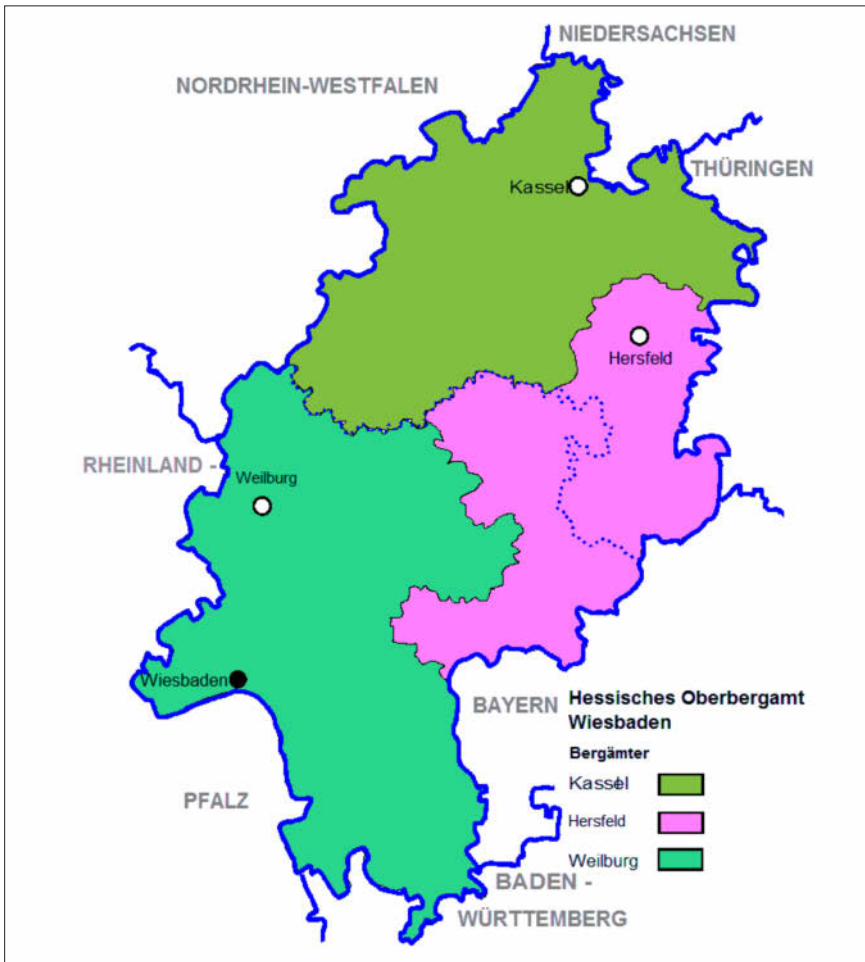 NIEDERSACHSEN
NORDRHEIN-WESTFALEN
THÜRINGEN
Kassel
Hersfeld
RHEINLAND -
Weilburg
Wiesbaden
BAYERN
Hessisches Oberbergamt
Wiesbaden
Bergämter
Kassel
Hersfeld
Weilburg
PFALZ
BADEN -
WÜRTTEMBERG